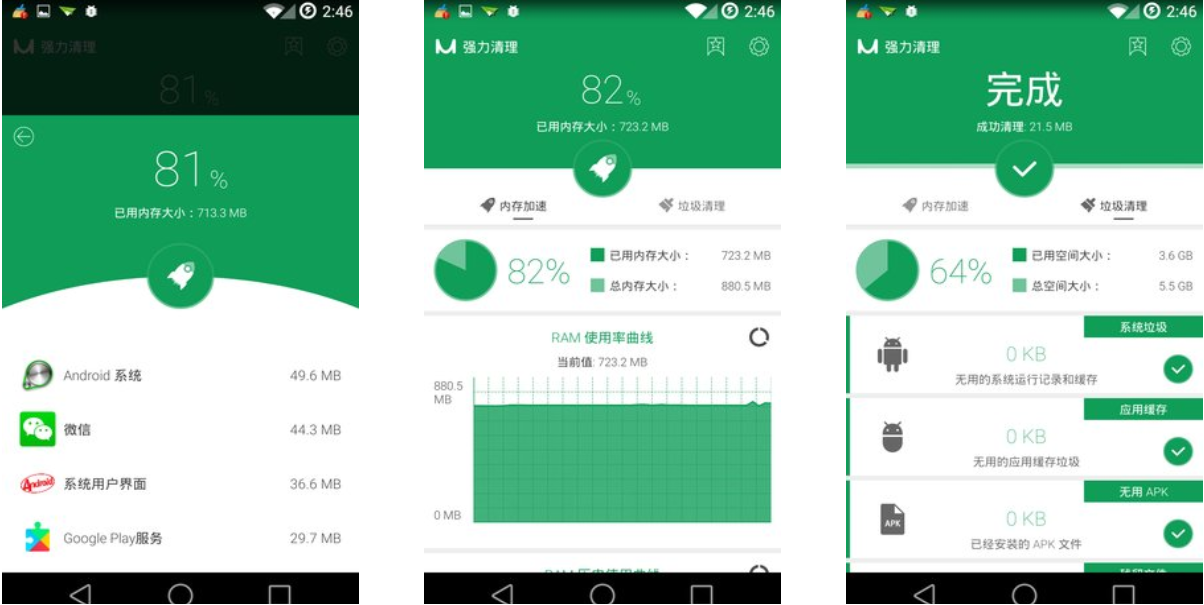 2:46
强力清理
81%
81%
已用内存大小：713.3 MB
Android 系统 49.6 MB
微信 44.3 MB
Android 系统用户界面 36.6 MB
Google Play服务 29.7 MB
2:46
强力清理
82%
已用内存大小：723.2 MB
内存加速 垃圾清理
82%
已用内存大小： 723.2 MB
总内存大小： 880.5 MB
RAM 使用率曲线
当前值: 723.2 MB
880.5
MB
0 MB
RAM 历史使用曲线
2:46
强力清理
完成
成功清理: 21.5 MB
内存加速 垃圾清理
64%
已用空间大小： 3.6 GB
总空间大小： 5.5 GB
系统垃圾
0 KB
无用的系统运行记录和缓存
应用缓存
0 KB
无用的应用缓存垃圾
无用 APK
APK
0 KB
已经安装的 APK 文件